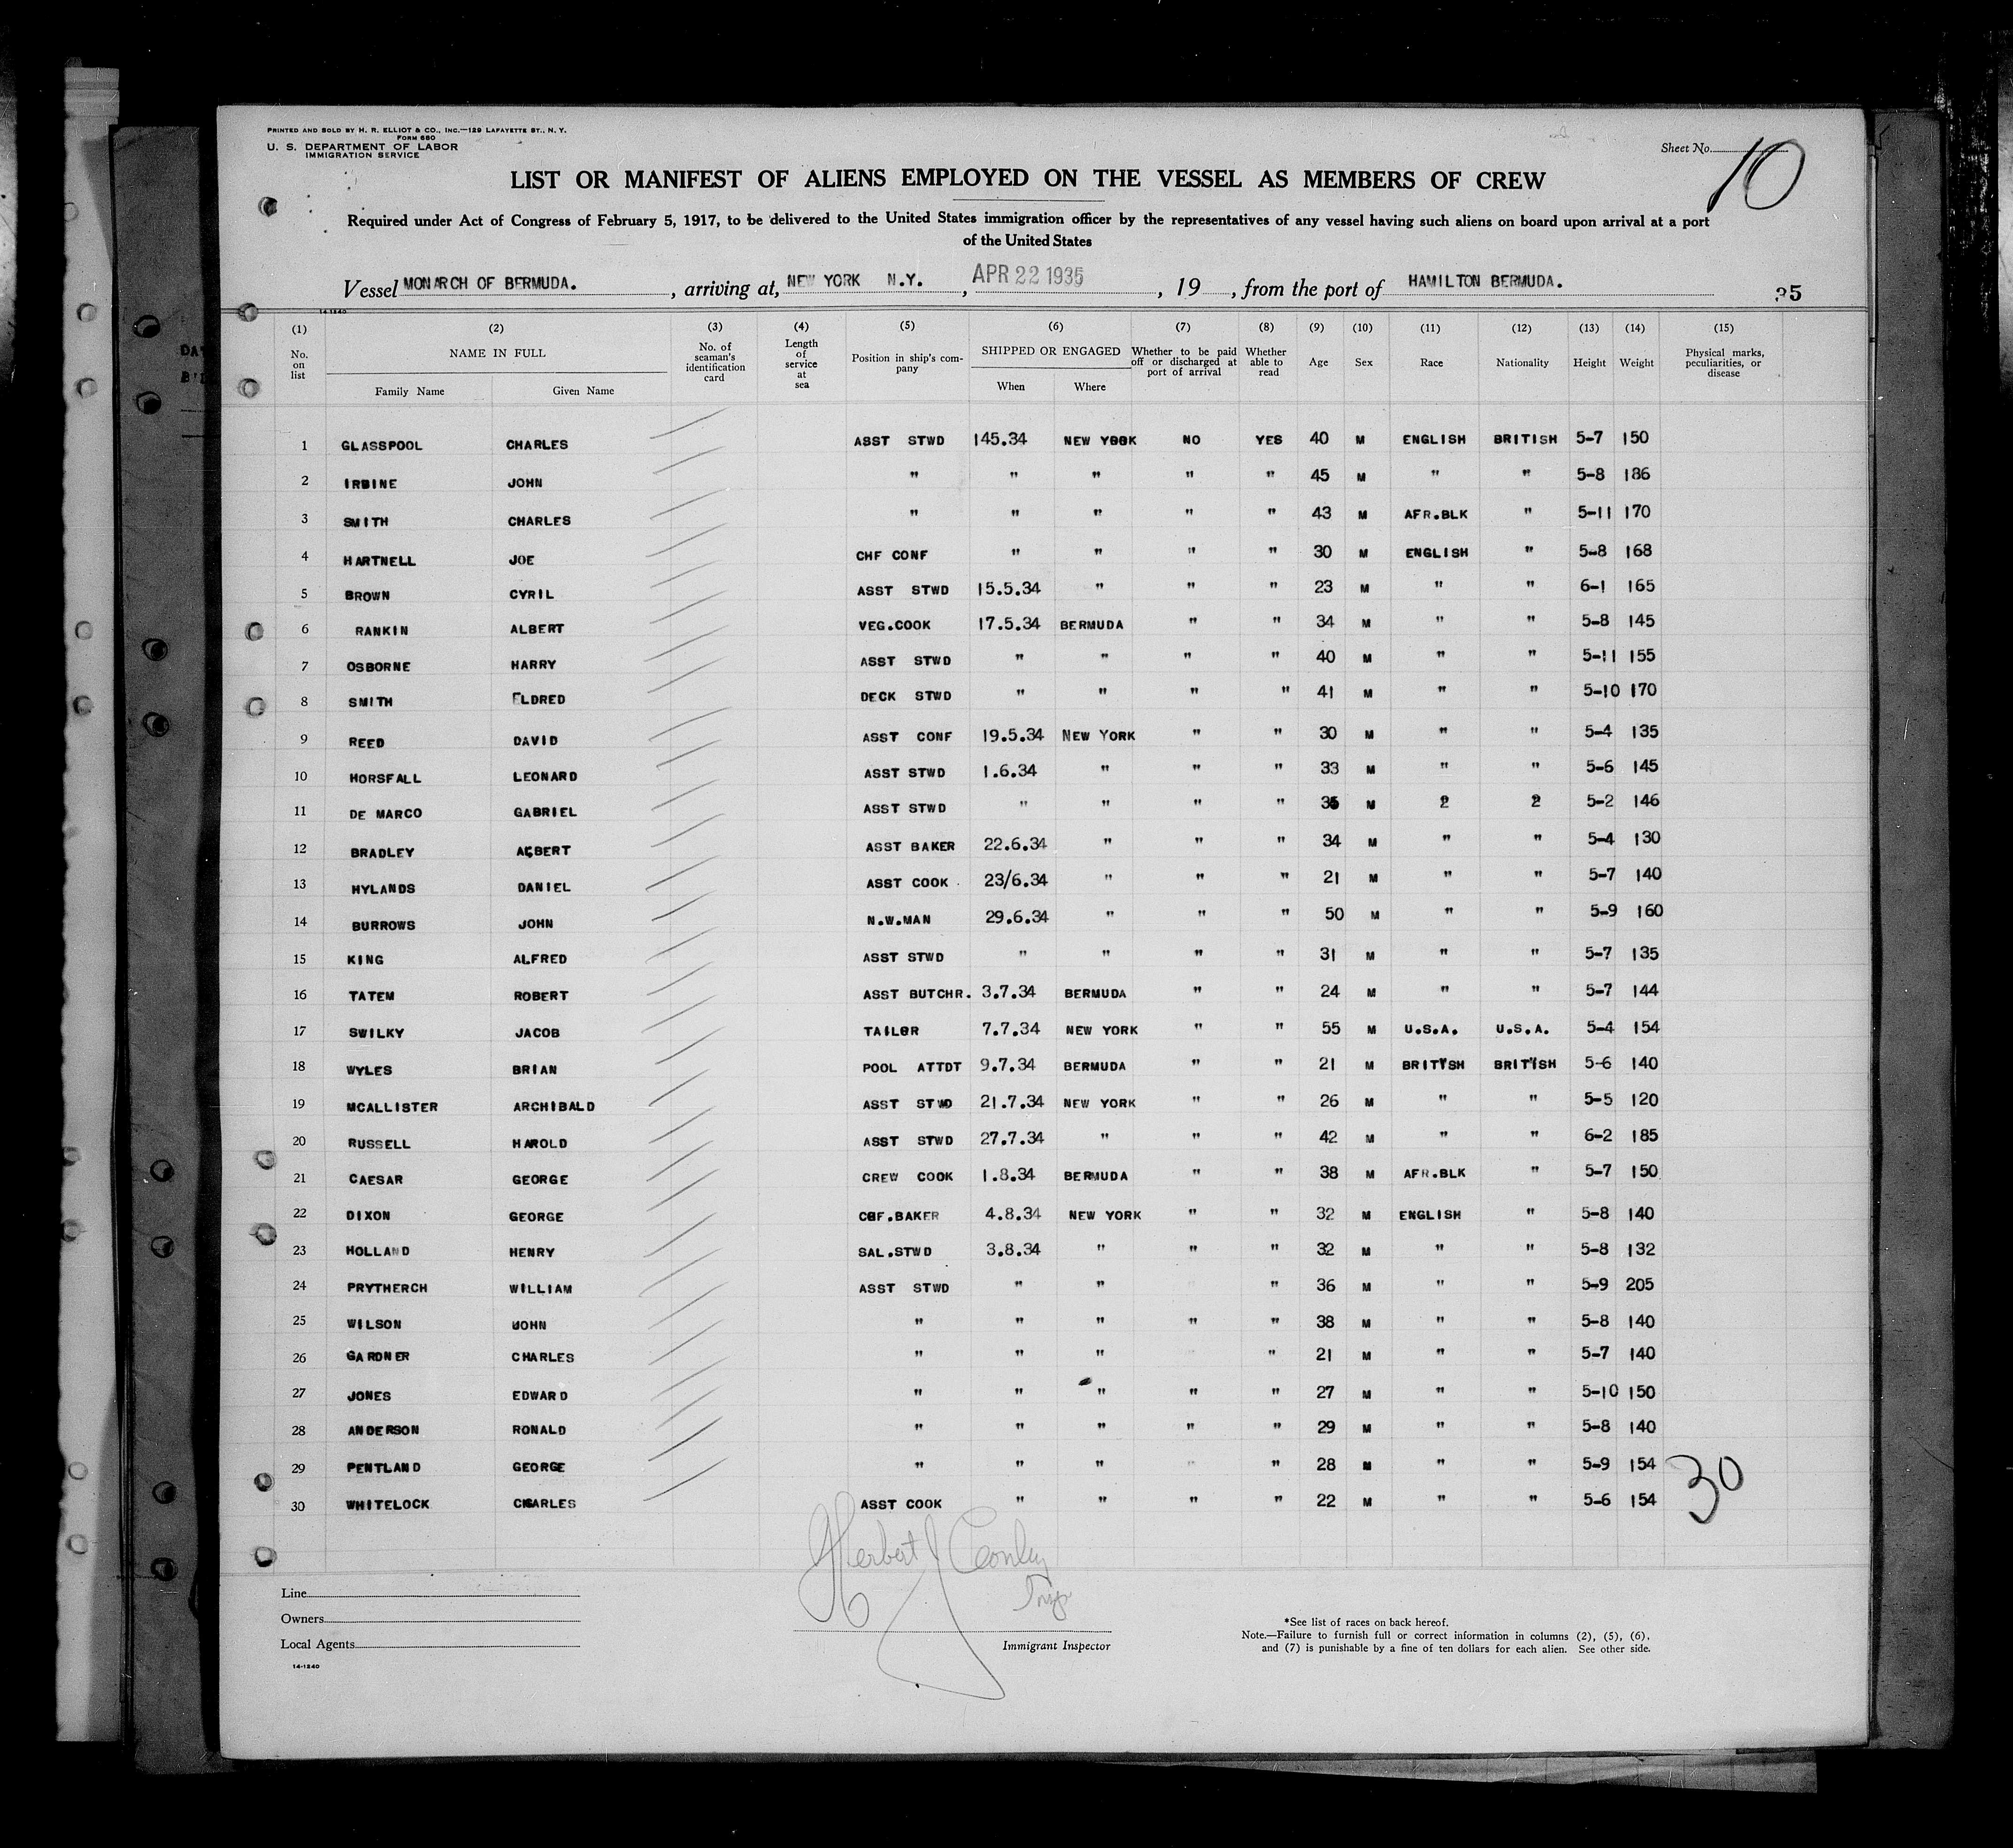 PRINTED AND SOLD BY H. R. ELLIOT & CO., INC.—129 LAFAYETTE ST., N. Y.
FORM 680
U. S. DEPARTMENT OF LABOR
IMMIGRATION SERVICE
Sheet No. 10
LIST OR MANIFEST OF ALIENS EMPLOYED ON THE VESSEL AS MEMBERS OF CREW
Required under Act of Congress of February 5, 1917, to be delivered to the United States immigration officer by the representatives of any vessel having such aliens on board upon arrival at a port
of the United States
Vessel MONARCH OF BERMUDA. , arriving at, NEW YORK N.Y. , APR 22 1935 , 19 , from the port of HAMILTON BERMUDA. 35
14-1240
(1) (2) (3) (4) (5) (6) (7) (8) (9) (10) (11) (12) (13) (14) (15)
No. on list NAME IN FULL Family Name Given Name No. of seaman's identification card Length of service at sea Position in ship's company SHIPPED OR ENGAGED When Where Whether to be paid off or discharged at port of arrival Whether able to read Age Sex Race Nationality Height Weight Physical marks, peculiarities, or disease
1 GLASSPOOL CHARLES ASST STWD 145.34 NEW YORK NO YES 40 M ENGLISH BRITISH 5-7 150
2 IRBINE JOHN " " " " " 45 M " " 5-8 186
3 SMITH CHARLES " " " " " 43 M AFR.BLK " 5-11 170
4 HARTNELL JOE CHF CONF " " " " 30 M ENGLISH " 5-8 168
5 BROWN CYRIL ASST STWD 15.5.34 " " " 23 M " " 6-1 165
6 RANKIN ALBERT VEG.COOK 17.5.34 BERMUDA " " 34 M " " 5-8 145
7 OSBORNE HARRY ASST STWD " " " " 40 M " " 5-11 155
8 SMITH ELDRED DECK STWD " " " " 41 M " " 5-10 170
9 REED DAVID ASST CONF 19.5.34 NEW YORK " " 30 M " " 5-4 135
10 HORSFALL LEONARD ASST STWD 1.6.34 " " " 33 M " " 5-6 145
11 DE MARCO GABRIEL ASST STWD " " " " 35 M 2 2 5-2 146
12 BRADLEY ALBERT ASST BAKER 22.6.34 " " " 34 M " " 5-4 130
13 HYLANDS DANIEL ASST COOK . 23/6.34 " " " 21 M " " 5-7 140
14 BURROWS JOHN N.W.MAN 29.6.34 " " " 50 M " " 5-9 160
15 KING ALFRED ASST STWD " " " " 31 M " " 5-7 135
16 TATEM ROBERT ASST BUTCHR. 3.7.34 BERMUDA " " 24 M " " 5-7 144
17 SWILKY JACOB TAILOR 7.7.34 NEW YORK " " 55 M U.S.A. U.S.A. 5-4 154
18 WYLES BRIAN POOL ATTDT 9.7.34 BERMUDA " " 21 M BRITISH BRITISH 5-6 140
19 MCALLISTER ARCHIBALD ASST STWD 21.7.34 NEW YORK " " 26 M " " 5-5 120
20 RUSSELL HAROLD ASST STWD 27.7.34 " " " 42 M " " 6-2 185
21 CAESAR GEORGE CREW COOK 1.8.34 BERMUDA " " 38 M AFR.BLK " 5-7 150
22 DIXON GEORGE CHF.BAKER 4.8.34 NEW YORK " " 32 M ENGLISH " 5-8 140
23 HOLLAND HENRY SAL.STWD 3.8.34 " " " 32 M " " 5-8 132
24 PRYTHERCH WILLIAM ASST STWD " " " 36 M " " 5-9 205
25 WILSON JOHN " " " " " 38 M " " 5-8 140
26 GARDNER CHARLES " " " " 21 M " " 5-7 140
27 JONES EDWARD " " " " " 27 M " " 5-10 150
28 ANDERSON RONALD " " " " " 29 M " " 5-8 140
29 PENTLAND GEORGE " " " " 28 M " " 5-9 154 30
30 WHITELOCK CHARLES ASST COOK " " " " 22 M " " 5-6 154
Herbert J Conley
Insp
Line
Owners
Local Agents
Immigrant Inspector
14-1240
*See list of races on back hereof.
Note.—Failure to furnish full or correct information in columns (2), (5), (6),
and (7) is punishable by a fine of ten dollars for each alien. See other side.